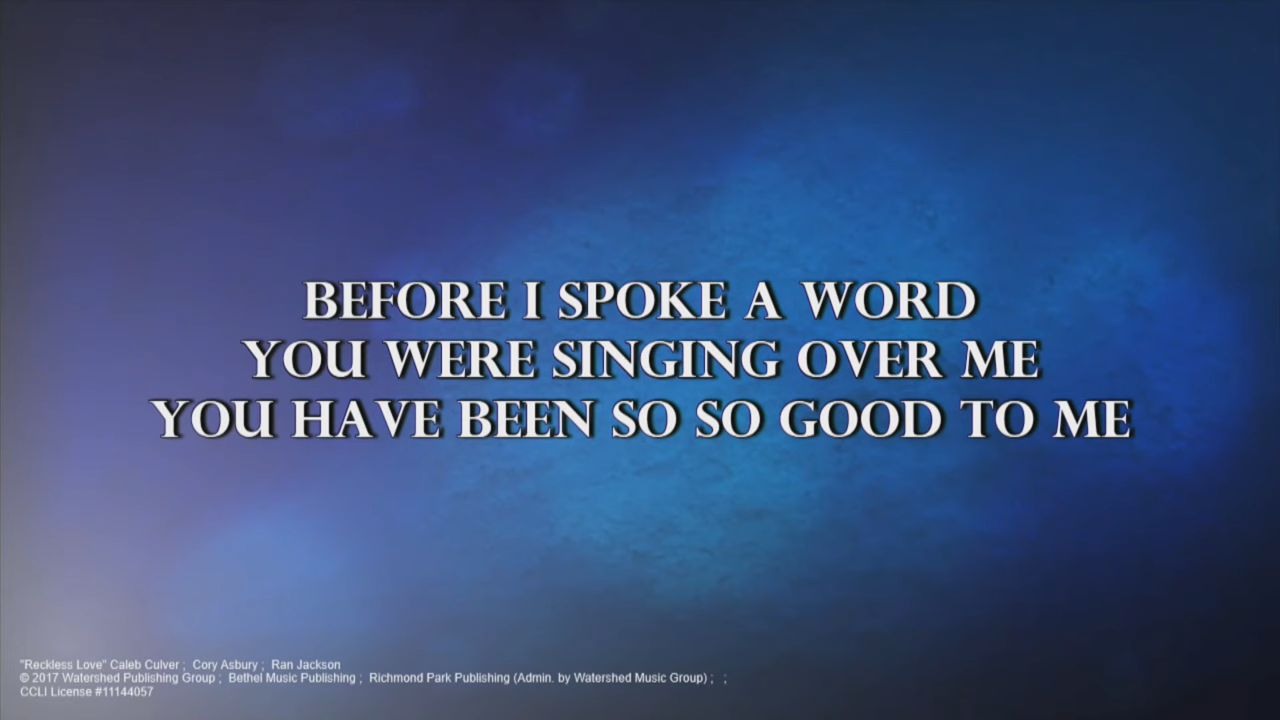 BEFORE I SPOKE A WORD
YOU WERE SINGING OVER ME
YOU HAVE BEEN SO SO GOOD TO ME
"Reckless Love" Caleb Culver ; Cory Asbury ; Ran Jackson
© 2017 Watershed Publishing Group ; Bethel Music Publishing ; Richmond Park Publishing (Admin. by Watershed Music Group) ; ;
CCLI License #11144057